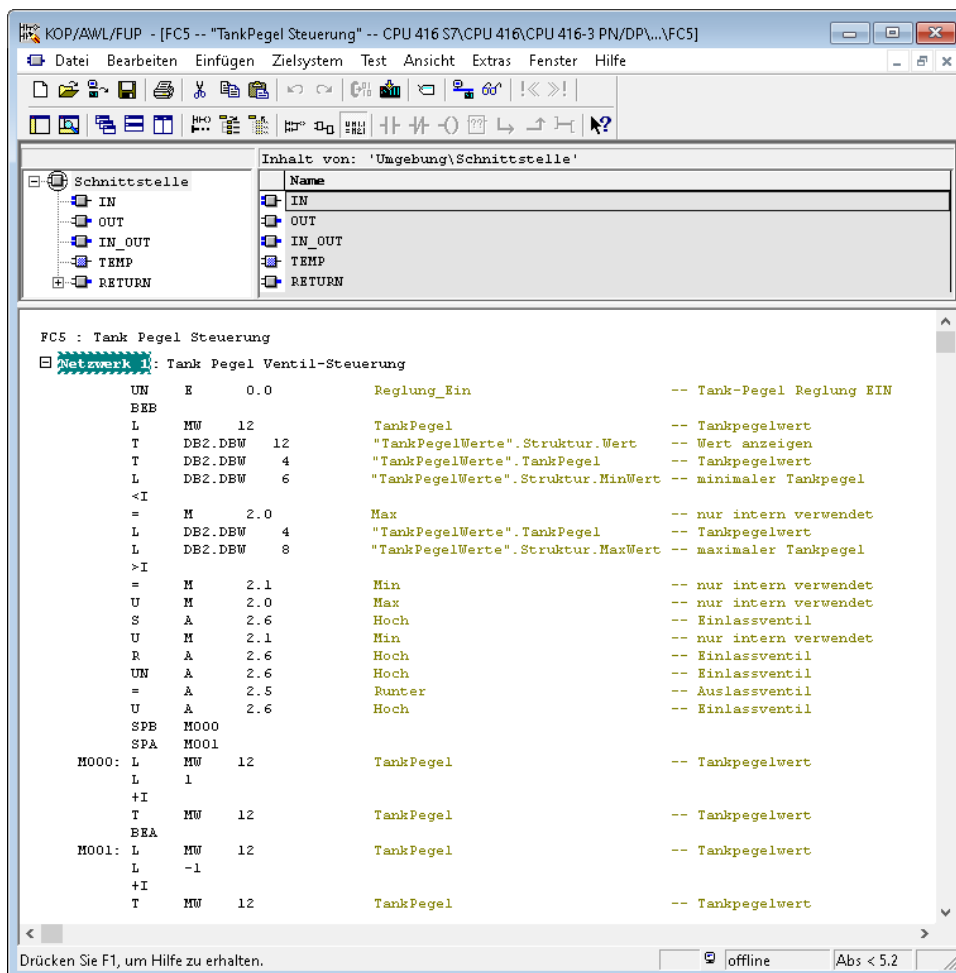 KOP/AWL/FUP - [FC5 -- "TankPegel Steuerung" -- CPU 416 S7\CPU 416\CPU 416-3 PN/DP\...\FC5]
Datei Bearbeiten Einfügen Zielsystem Test Ansicht Extras Fenster Hilfe
Inhalt von: 'Umgebung\Schnittstelle'
Schnittstelle
IN
OUT
IN_OUT
TEMP
RETURN
Name
IN
OUT
IN_OUT
TEMP
RETURN
FC5 : Tank Pegel Steuerung
Netzwerk 1: Tank Pegel Ventil-Steuerung
UN E 0.0 Reglung_Ein -- Tank-Pegel Reglung EIN
BEB
L MW 12 TankPegel -- Tankpegelwert
T DB2.DBW 12 "TankPegelWerte".Struktur.Wert -- Wert anzeigen
T DB2.DBW 4 "TankPegelWerte".TankPegel -- Tankpegelwert
L DB2.DBW 6 "TankPegelWerte".Struktur.MinWert -- minimaler Tankpegel
<I
= M 2.0 Max -- nur intern verwendet
L DB2.DBW 4 "TankPegelWerte".TankPegel -- Tankpegelwert
L DB2.DBW 8 "TankPegelWerte".Struktur.MaxWert -- maximaler Tankpegel
>I
= M 2.1 Min -- nur intern verwendet
U M 2.0 Max -- nur intern verwendet
S A 2.6 Hoch -- Einlassventil
U M 2.1 Min -- nur intern verwendet
R A 2.6 Hoch -- Einlassventil
UN A 2.6 Hoch -- Einlassventil
= A 2.5 Runter -- Auslassventil
U A 2.6 Hoch -- Einlassventil
SPB M000
SPA M001
M000: L MW 12 TankPegel -- Tankpegelwert
L 1
+I
T MW 12 TankPegel -- Tankpegelwert
BEA
M001: L MW 12 TankPegel -- Tankpegelwert
L -1
+I
T MW 12 TankPegel -- Tankpegelwert
Drücken Sie F1, um Hilfe zu erhalten. offline Abs < 5.2